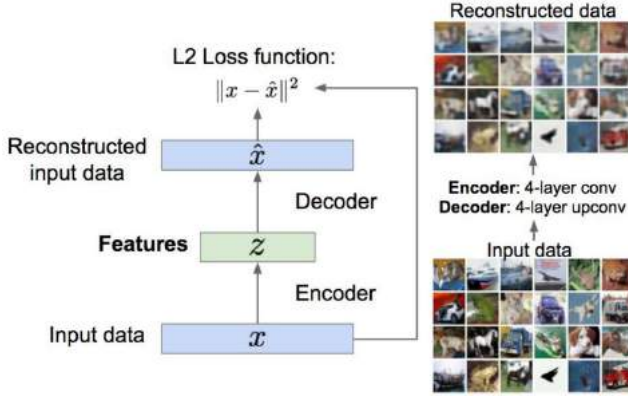 L2 Loss function:
‖x − x̂‖²
Reconstructed
input data
x̂
Decoder
Features
z
Encoder
Input data
x
Reconstructed data
Encoder: 4-layer conv
Decoder: 4-layer upconv
Input data